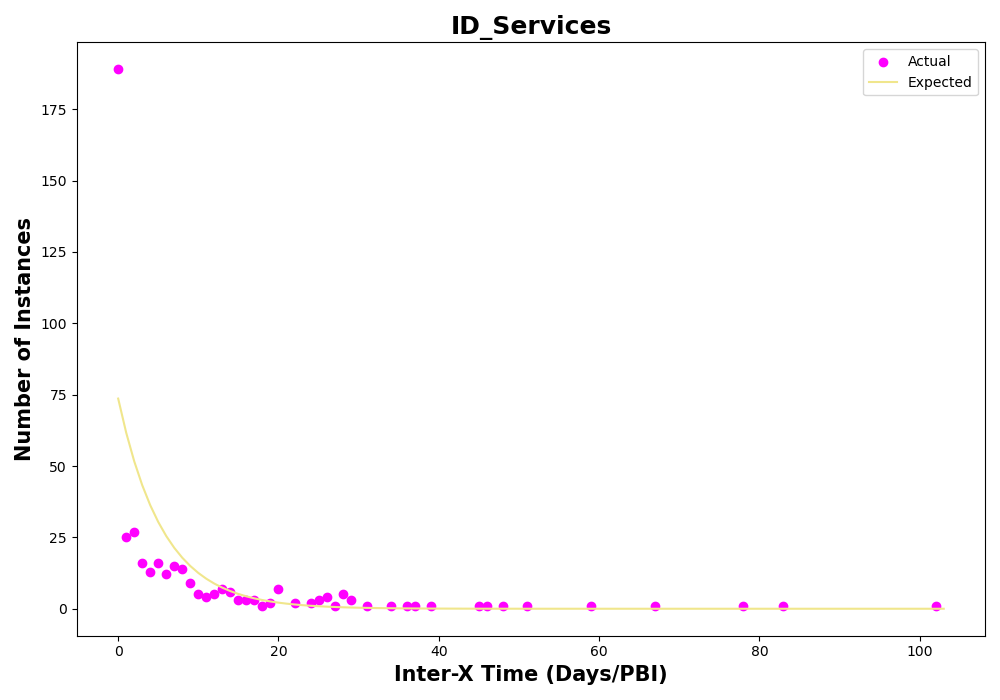 ID_Services
Actual
Expected
Number of Instances
175
150
125
100
75
50
25
0
0 20 40 60 80 100
Inter-X Time (Days/PBI)